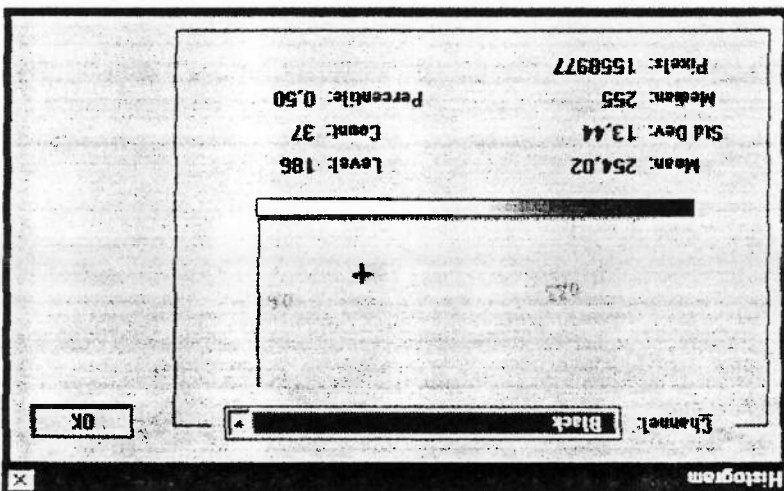 Histogram
Channel: Black
OK
Mean: 254,02 Level: 186
Std Dev: 13,44 Count: 37
Median: 255 Percentile: 0,50
Pixels: 1558977